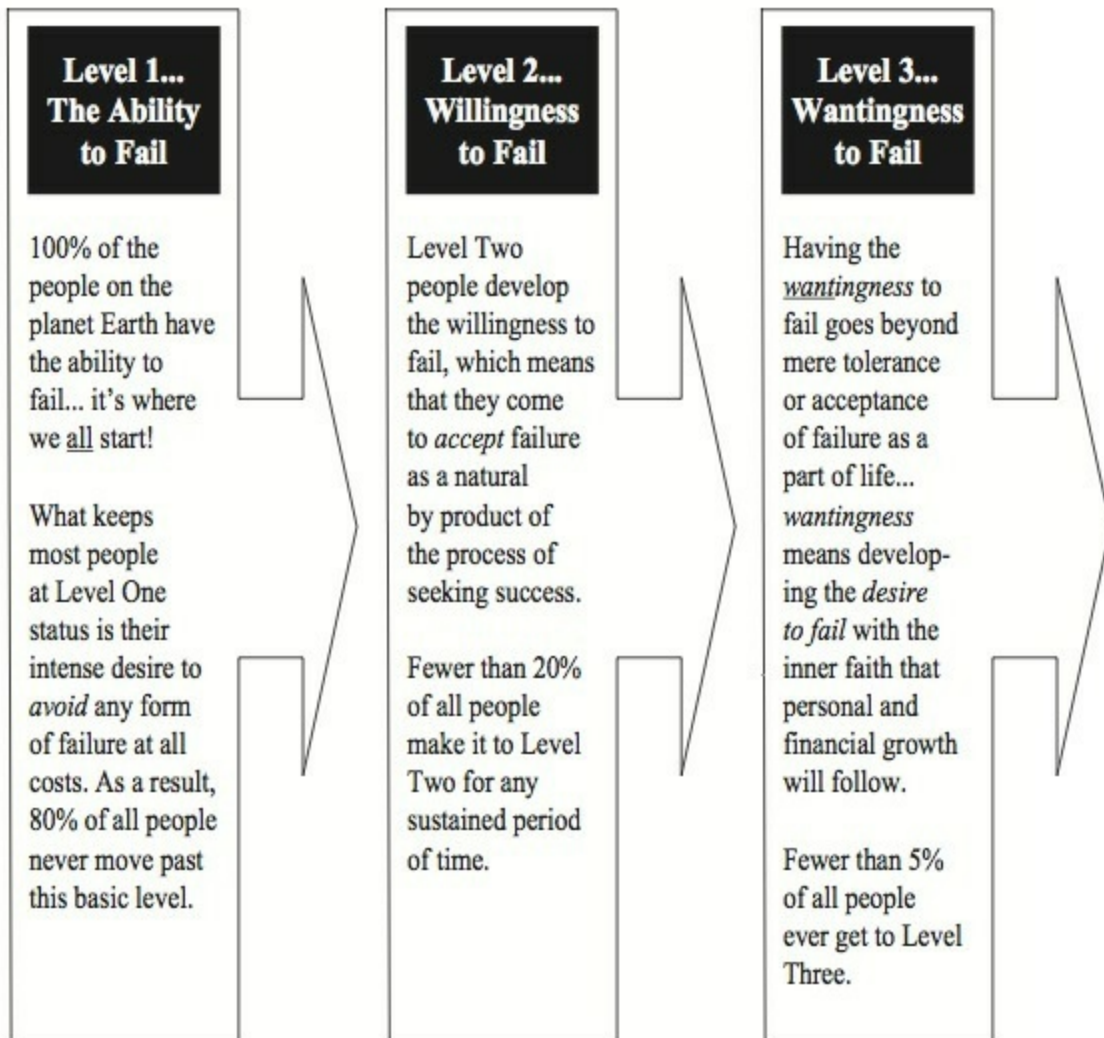 Level 1...
The Ability
to Fail
100% of the
people on the
planet Earth have
the ability to
fail... it's where
we all start!
What keeps
most people
at Level One
status is their
intense desire to
avoid any form
of failure at all
costs. As a result,
80% of all people
never move past
this basic level.
Level 2...
Willingness
to Fail
Level Two
people develop
the willingness to
fail, which means
that they come
to accept failure
as a natural
by product of
the process of
seeking success.
Fewer than 20%
of all people
make it to Level
Two for any
sustained period
of time.
Level 3...
Wantingness
to Fail
Having the
wantingness to
fail goes beyond
mere tolerance
or acceptance
of failure as a
part of life...
wantingness
means develop-
ing the desire
to fail with the
inner faith that
personal and
financial growth
will follow.
Fewer than 5%
of all people
ever get to Level
Three.